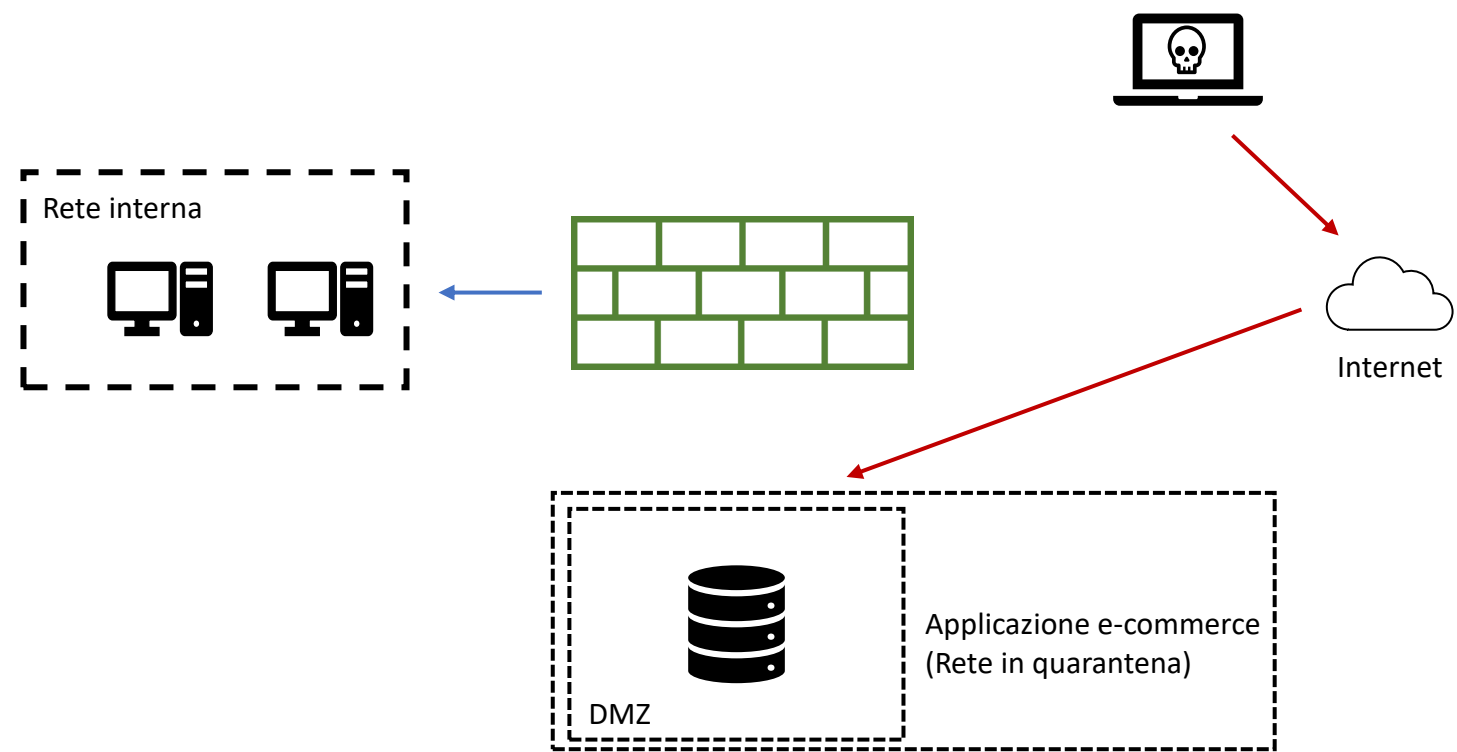 Rete interna
Internet
Applicazione e-commerce
(Rete in quarantena)
DMZ